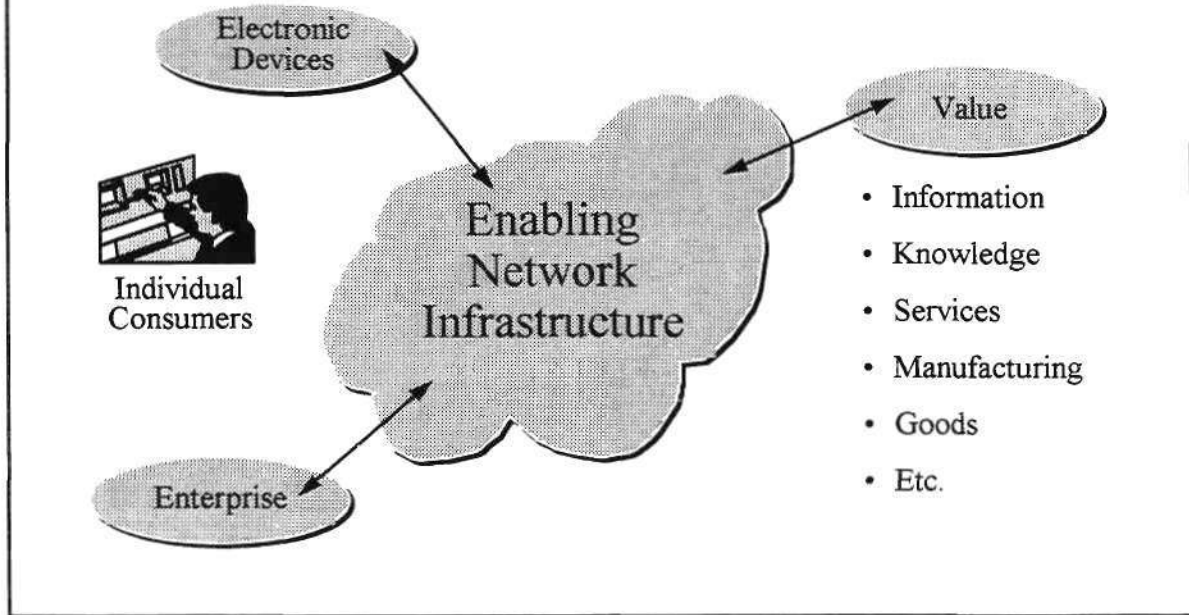 Electronic
Devices
Value
Enabling
Network
Infrastructure
Individual
Consumers
Enterprise
• Information
• Knowledge
• Services
• Manufacturing
• Goods
• Etc.